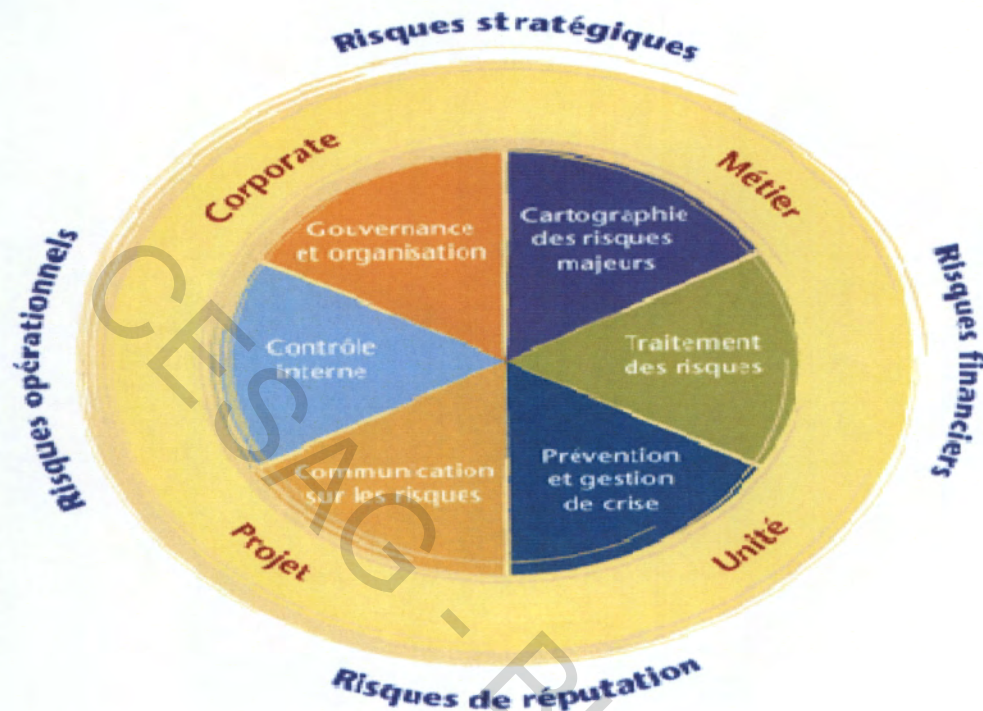 Risques stratégiques
Corporate
Métier
Gouvernance
et organisation
Cartographie
des risques
majeurs
Risques opérationnels
Risques financiers
Contrôle
interne
Traitement
des risques
Communication
sur les risques
Prévention
et gestion
de crise
Projet
Unité
Risques de réputation
CESAG - B